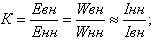 K = Eвн / Eнн = Wвн / Wнн ≈ Iнн / Iвн;